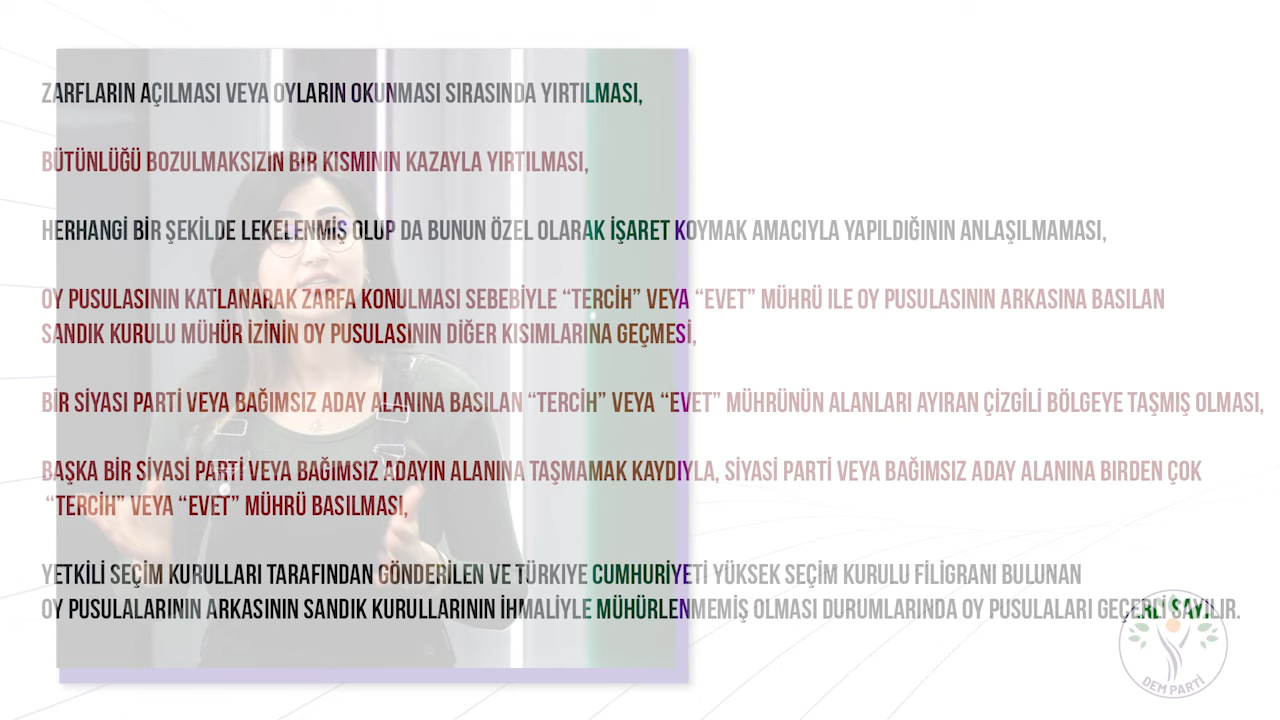 ZARFLARIN AÇILMASI VEYA OYLARIN OKUNMASI SIRASINDA YIRTILMASI,
BÜTÜNLÜĞÜ BOZULMAKSIZIN BİR KISMININ KAZAYLA YIRTILMASI,
HERHANGİ BİR ŞEKİLDE LEKELENMİŞ OLUP DA BUNUN ÖZEL OLARAK İŞARET KOYMAK AMACIYLA YAPILDIĞININ ANLAŞILMAMASI,
OY PUSULASININ KATLANARAK ZARFA KONULMASI SEBEBİYLE “TERCİH” VEYA “EVET” MÜHRÜ ILE OY PUSULASININ ARKASINA BASILAN
SANDIK KURULU MÜHÜR İZİNİN OY PUSULASININ DİĞER KISIMLARINA GEÇMESİ,
BİR SİYASI PARTİ VEYA BAĞIMSIZ ADAY ALANINA BASILAN “TERCİH” VEYA “EVET” MÜHRÜNÜN ALANLARI AYIRAN ÇİZGİLİ BÖLGEYE TAŞMIŞ OLMASI,
BAŞKA BİR SİYASİ PARTİ VEYA BAĞIMSIZ ADAYIN ALANINA TAŞMAMAK KAYDIYLA, SİYASİ PARTİ VEYA BAĞIMSIZ ADAY ALANINA BIRDEN ÇOK
“TERCİH” VEYA “EVET” MÜHRÜ BASILMASI,
YETKİLİ SEÇİM KURULLARI TARAFINDAN GÖNDERİLEN VE TÜRKIYE CUMHURİYETİ YÜKSEK SEÇİM KURULU FİLİGRANI BULUNAN
OY PUSULALARININ ARKASININ SANDIK KURULLARININ İHMALİYLE MÜHÜRLENMEMİŞ OLMASI DURUMLARINDA OY PUSULALARI GEÇERLİ SAYILIR.
DEM PARTİ